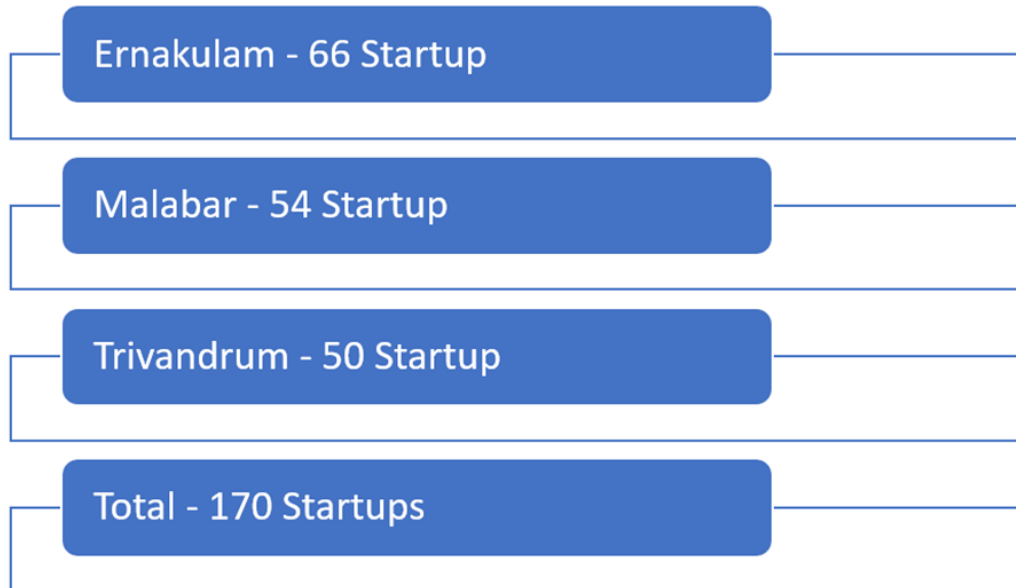 Ernakulam - 66 Startup
Malabar - 54 Startup
Trivandrum - 50 Startup
Total - 170 Startups